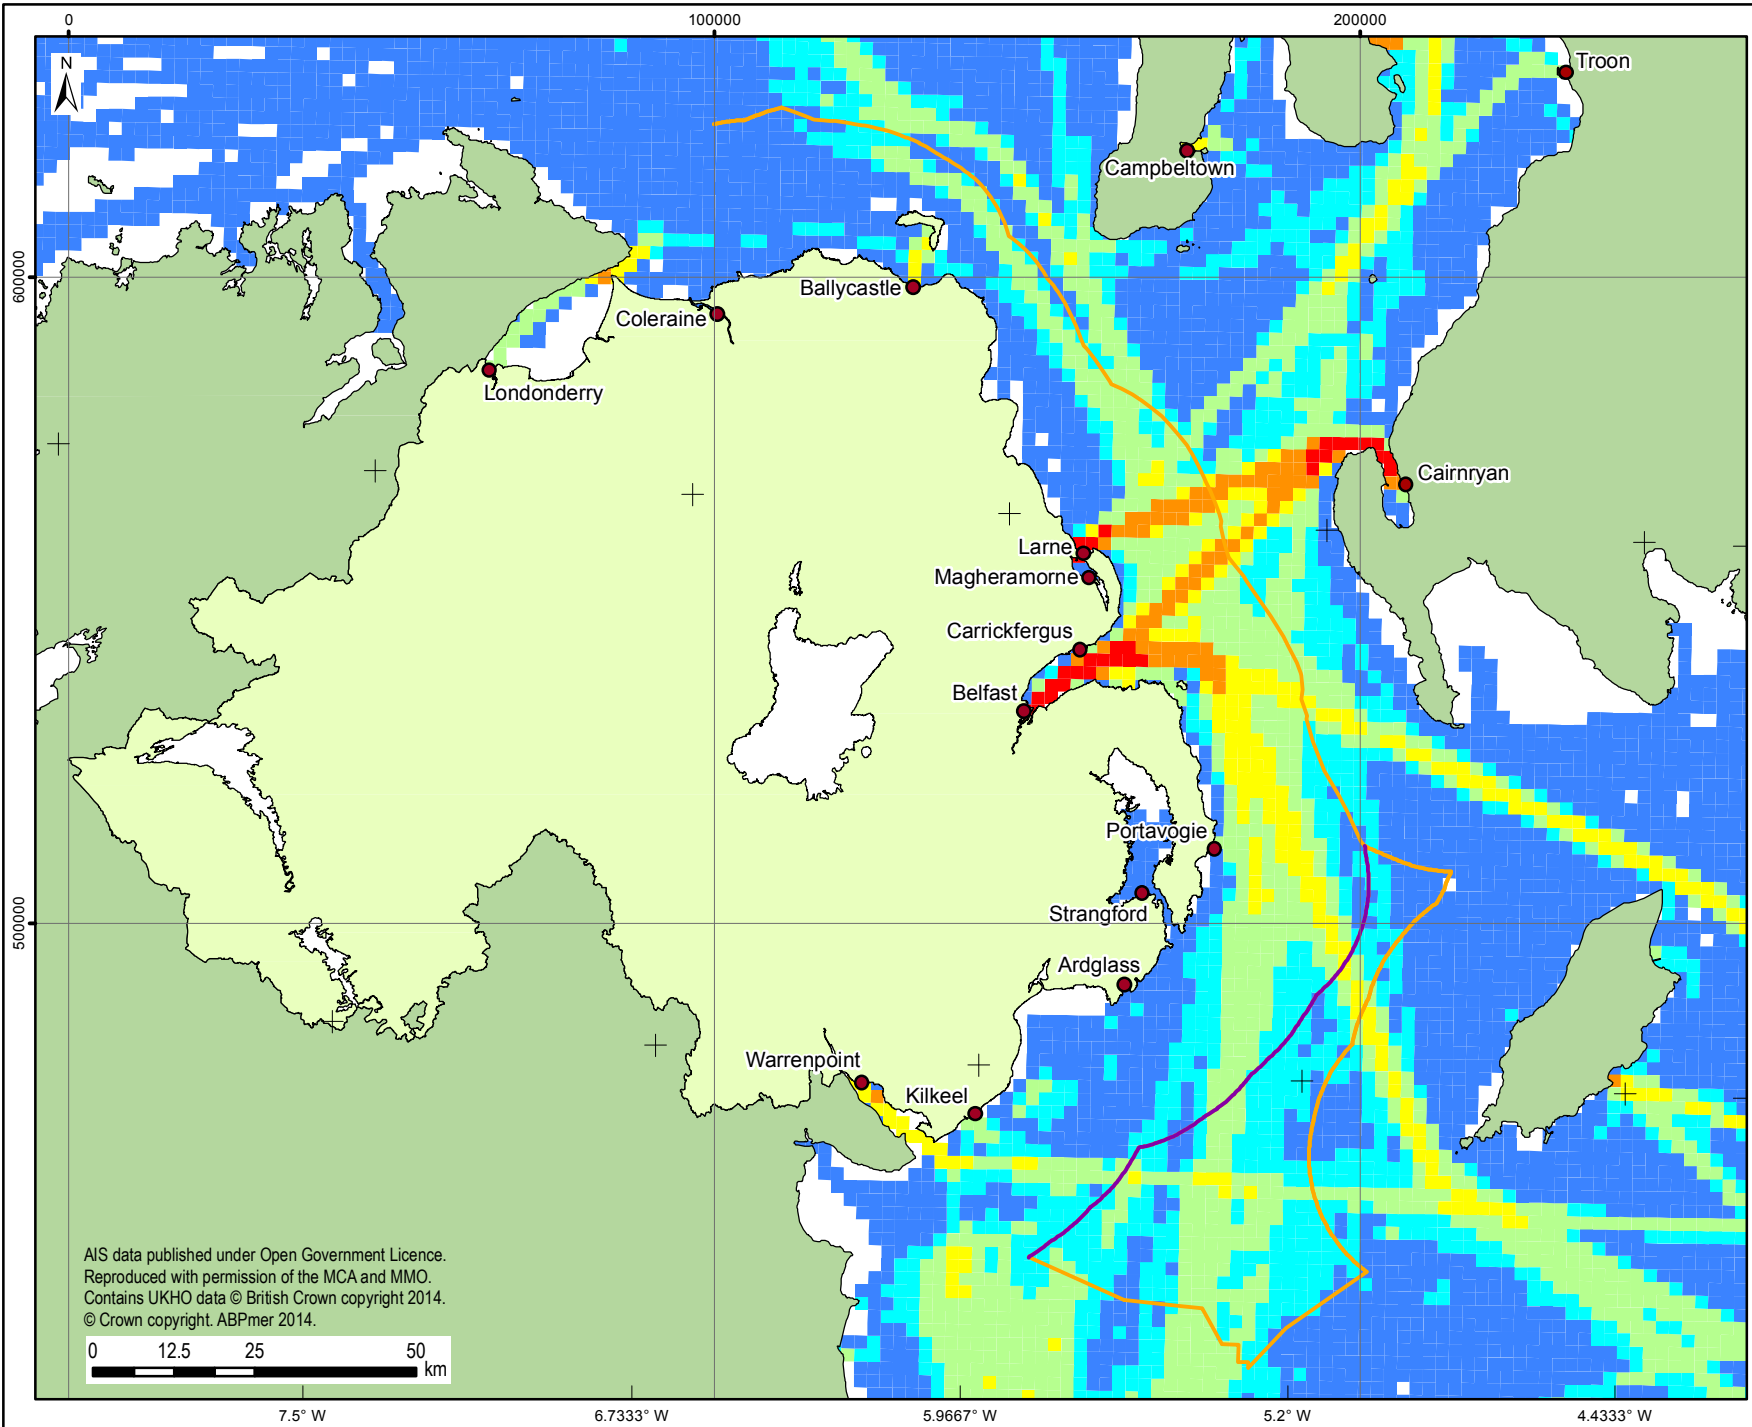 0
100000
200000
N
Troon
Campbeltown
600000
Ballycastle
Coleraine
Londonderry
Cairnryan
Larne
Magheramorne
Carrickfergus
Belfast
Portavogie
Strangford
500000
Ardglass
Warrenpoint
Kilkeel
AIS data published under Open Government Licence.
Reproduced with permission of the MCA and MMO.
Contains UKHO data © British Crown copyright 2014.
© Crown copyright. ABPmer 2014.
0 12.5 25 50
km
7.5° W
6.7333° W
5.9667° W
5.2° W
4.4333° W